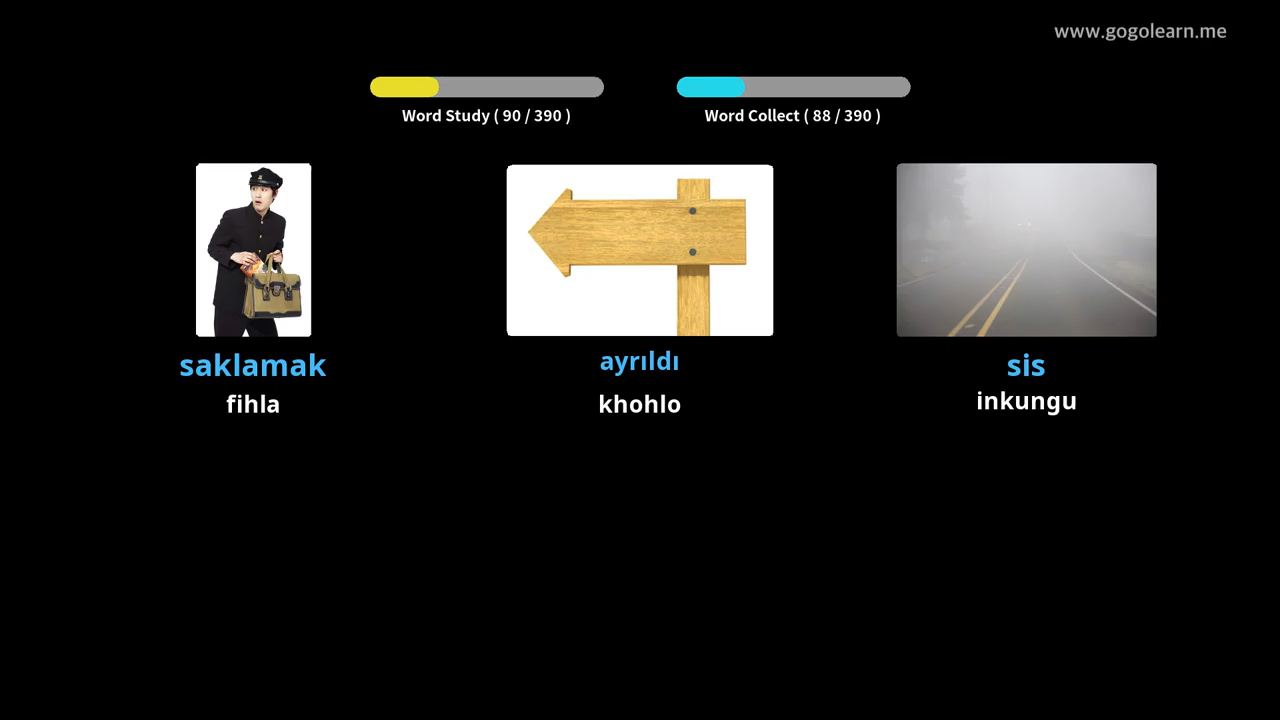 www.gogolearn.me
Word Study ( 90 / 390 )
Word Collect ( 88 / 390 )
saklamak
fihla
ayrıldı
khohlo
sis
inkungu